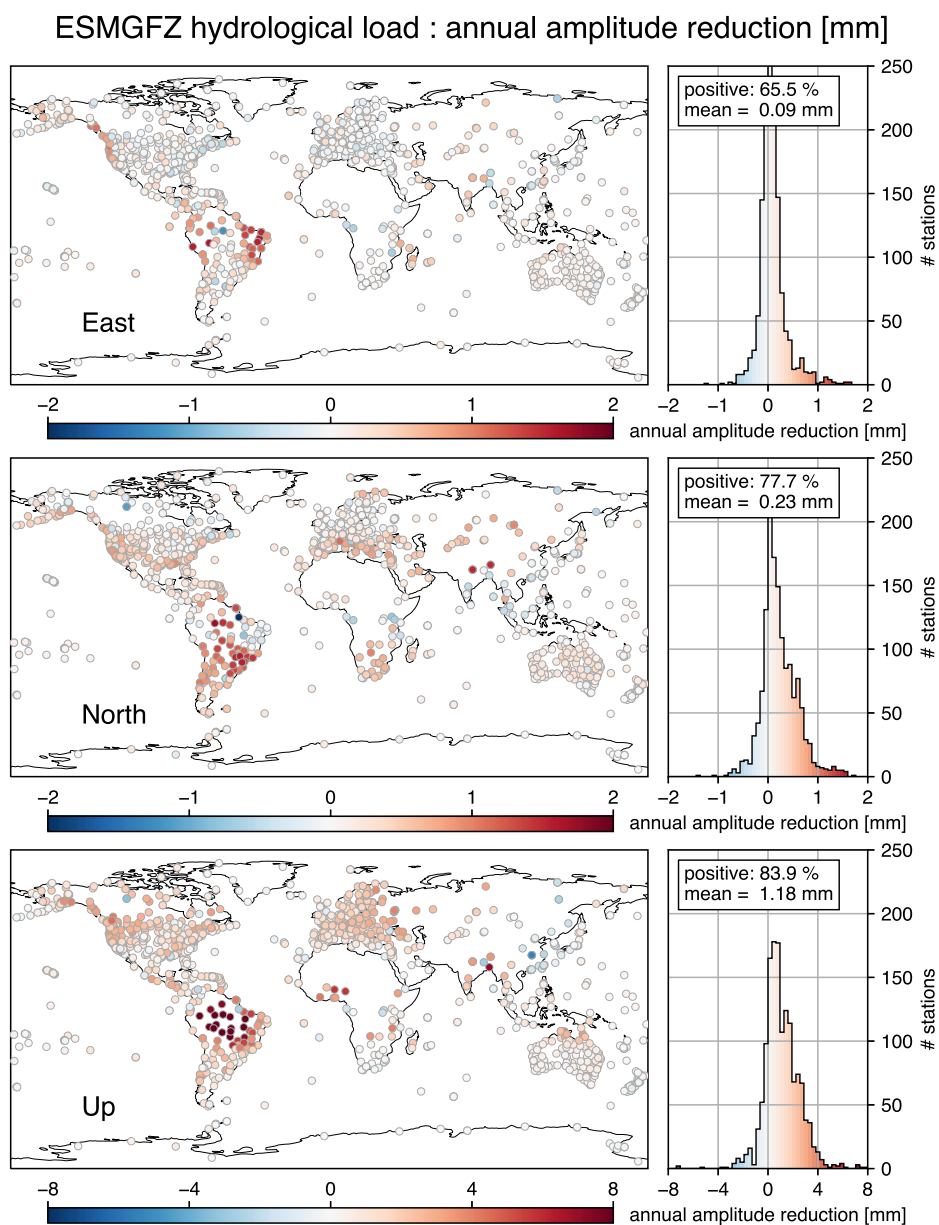 ESMGFZ hydrological load : annual amplitude reduction [mm]
East
−2 −1 0 1 2
annual amplitude reduction [mm]
positive: 65.5 %
mean = 0.09 mm
250
200
150
100
50
0
# stations
−2 −1 0 1 2
North
−2 −1 0 1 2
annual amplitude reduction [mm]
positive: 77.7 %
mean = 0.23 mm
250
200
150
100
50
0
# stations
−2 −1 0 1 2
Up
−8 −4 0 4 8
annual amplitude reduction [mm]
positive: 83.9 %
mean = 1.18 mm
250
200
150
100
50
0
# stations
−8 −4 0 4 8